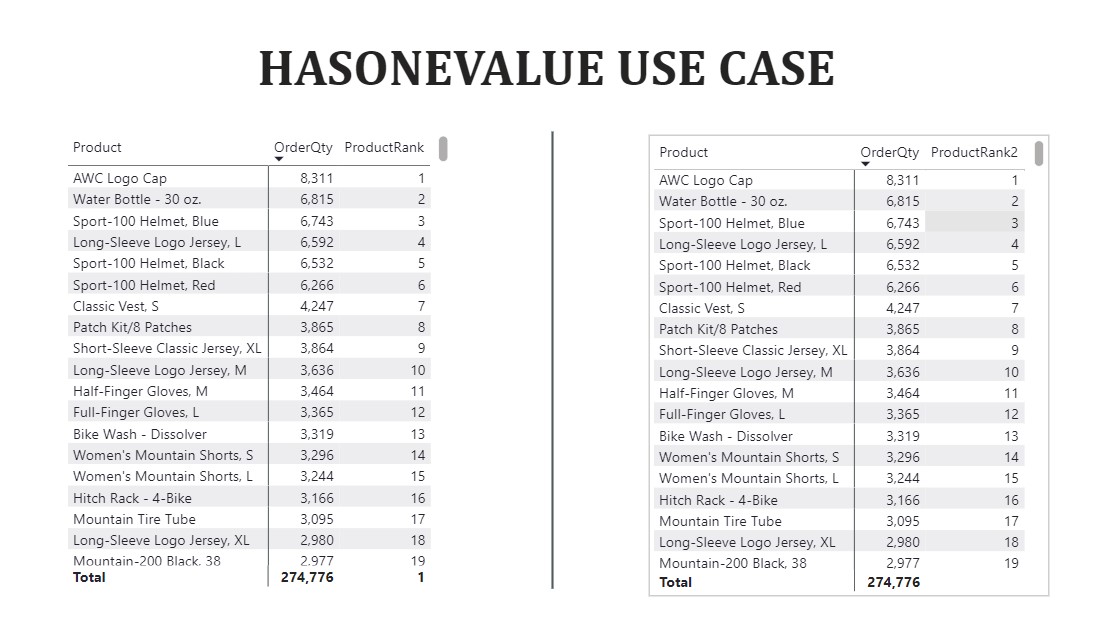 HASONEVALUE USE CASE
Product OrderQty ProductRank
AWC Logo Cap 8,311 1
Water Bottle - 30 oz. 6,815 2
Sport-100 Helmet, Blue 6,743 3
Long-Sleeve Logo Jersey, L 6,592 4
Sport-100 Helmet, Black 6,532 5
Sport-100 Helmet, Red 6,266 6
Classic Vest, S 4,247 7
Patch Kit/8 Patches 3,865 8
Short-Sleeve Classic Jersey, XL 3,864 9
Long-Sleeve Logo Jersey, M 3,636 10
Half-Finger Gloves, M 3,464 11
Full-Finger Gloves, L 3,365 12
Bike Wash - Dissolver 3,319 13
Women's Mountain Shorts, S 3,296 14
Women's Mountain Shorts, L 3,244 15
Hitch Rack - 4-Bike 3,166 16
Mountain Tire Tube 3,095 17
Long-Sleeve Logo Jersey, XL 2,980 18
Mountain-200 Black, 38 2,977 19
Total 274,776 1
Product OrderQty ProductRank2
AWC Logo Cap 8,311 1
Water Bottle - 30 oz. 6,815 2
Sport-100 Helmet, Blue 6,743 3
Long-Sleeve Logo Jersey, L 6,592 4
Sport-100 Helmet, Black 6,532 5
Sport-100 Helmet, Red 6,266 6
Classic Vest, S 4,247 7
Patch Kit/8 Patches 3,865 8
Short-Sleeve Classic Jersey, XL 3,864 9
Long-Sleeve Logo Jersey, M 3,636 10
Half-Finger Gloves, M 3,464 11
Full-Finger Gloves, L 3,365 12
Bike Wash - Dissolver 3,319 13
Women's Mountain Shorts, S 3,296 14
Women's Mountain Shorts, L 3,244 15
Hitch Rack - 4-Bike 3,166 16
Mountain Tire Tube 3,095 17
Long-Sleeve Logo Jersey, XL 2,980 18
Mountain-200 Black, 38 2,977 19
Total 274,776